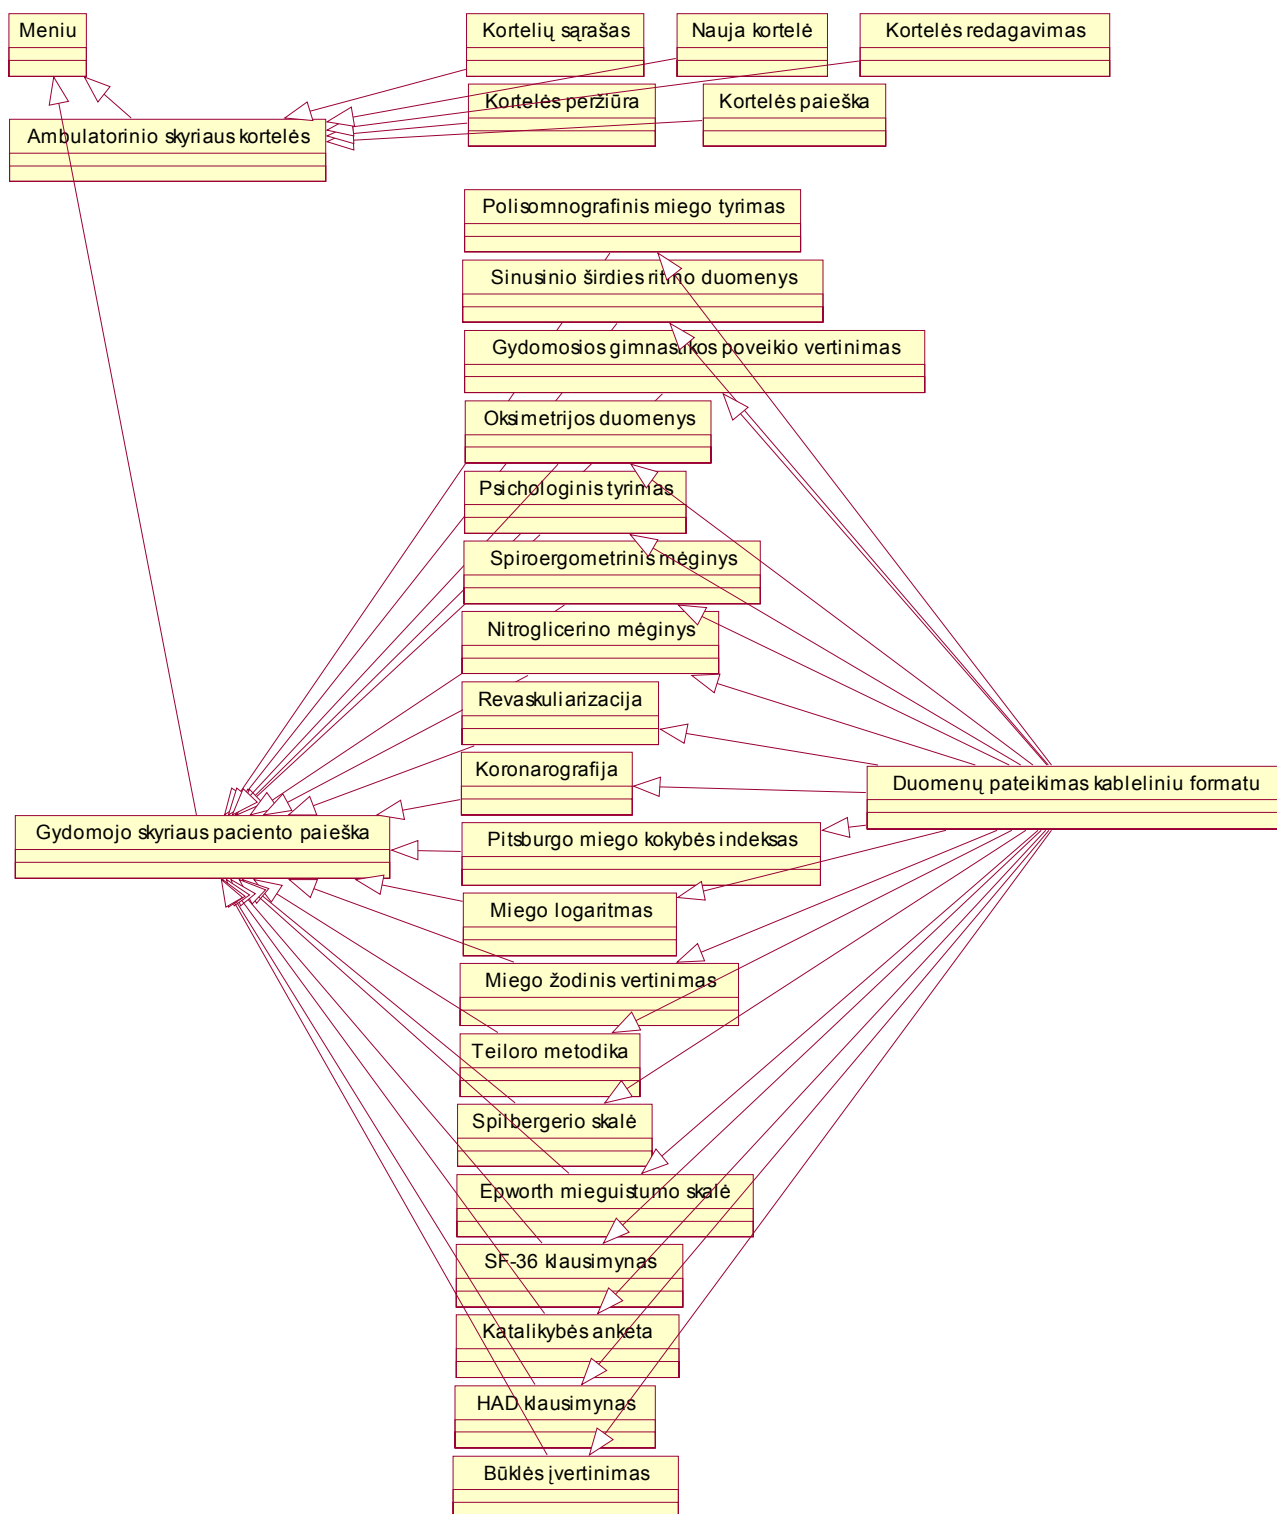 Meniu
Kortelių sąrašas
Nauja kortelė
Kortelės redagavimas
Kortelės peržiūra
Kortelės paieška
Ambulatorinio skyriaus kortelės
Polisomnografinis miego tyrimas
Sinusinio širdies ritmo duomenys
Gydomosios gimnastikos poveikio vertinimas
Oksimetrijos duomenys
Psichologinis tyrimas
Spiroergometrinis mėginys
Nitroglicerino mėginys
Revaskuliarizacija
Koronarografija
Duomenų pateikimas kableliniu formatu
Gydomojo skyriaus paciento paieška
Pitsburgo miego kokybės indeksas
Miego logaritmas
Miego žodinis vertinimas
Teiloro metodika
Spilbergerio skalė
Epworth mieguistumo skalė
SF-36 klausimynas
Katalikybės anketa
HAD klausimynas
Būklės įvertinimas